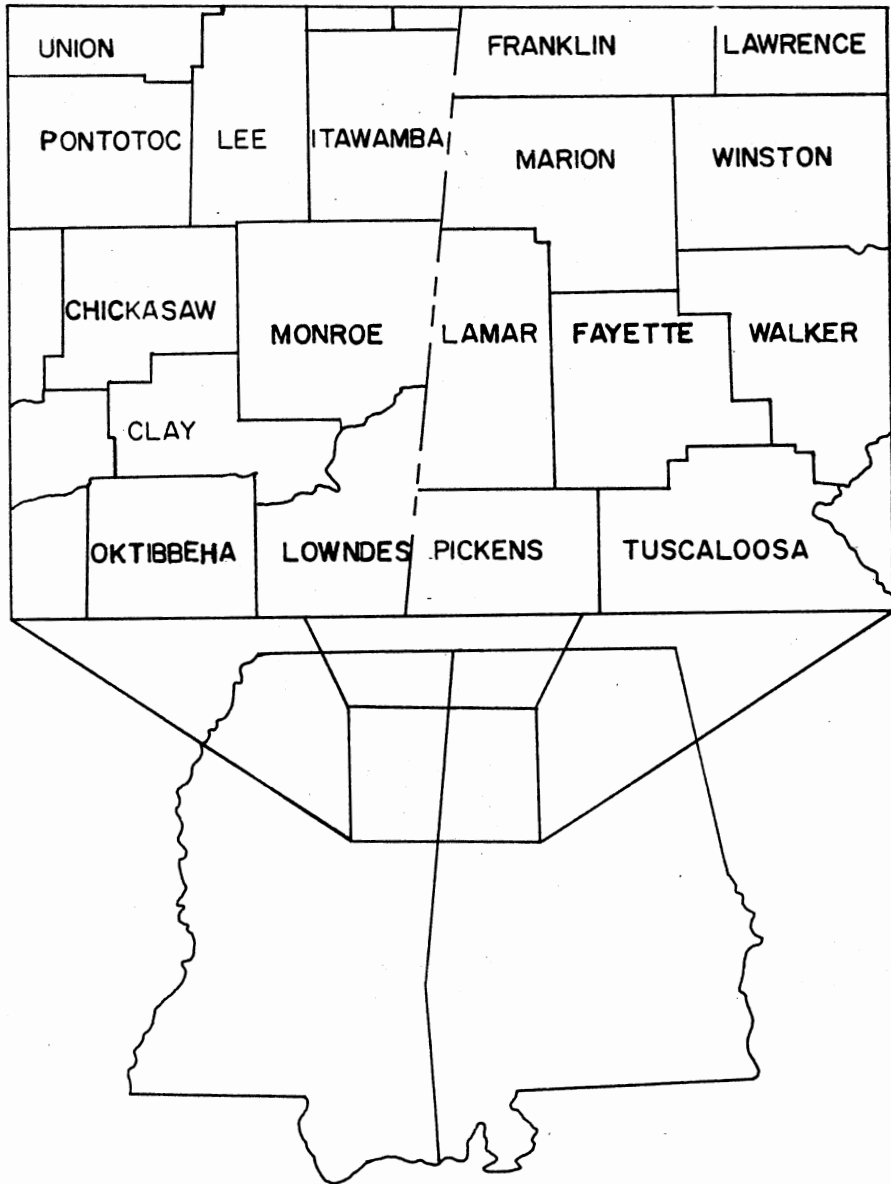 UNION
FRANKLIN
LAWRENCE
PONTOTOC
LEE
ITAWAMBA
MARION
WINSTON
CHICKASAW
MONROE
LAMAR
FAYETTE
WALKER
CLAY
OKTIBBEHA
LOWNDES
PICKENS
TUSCALOOSA